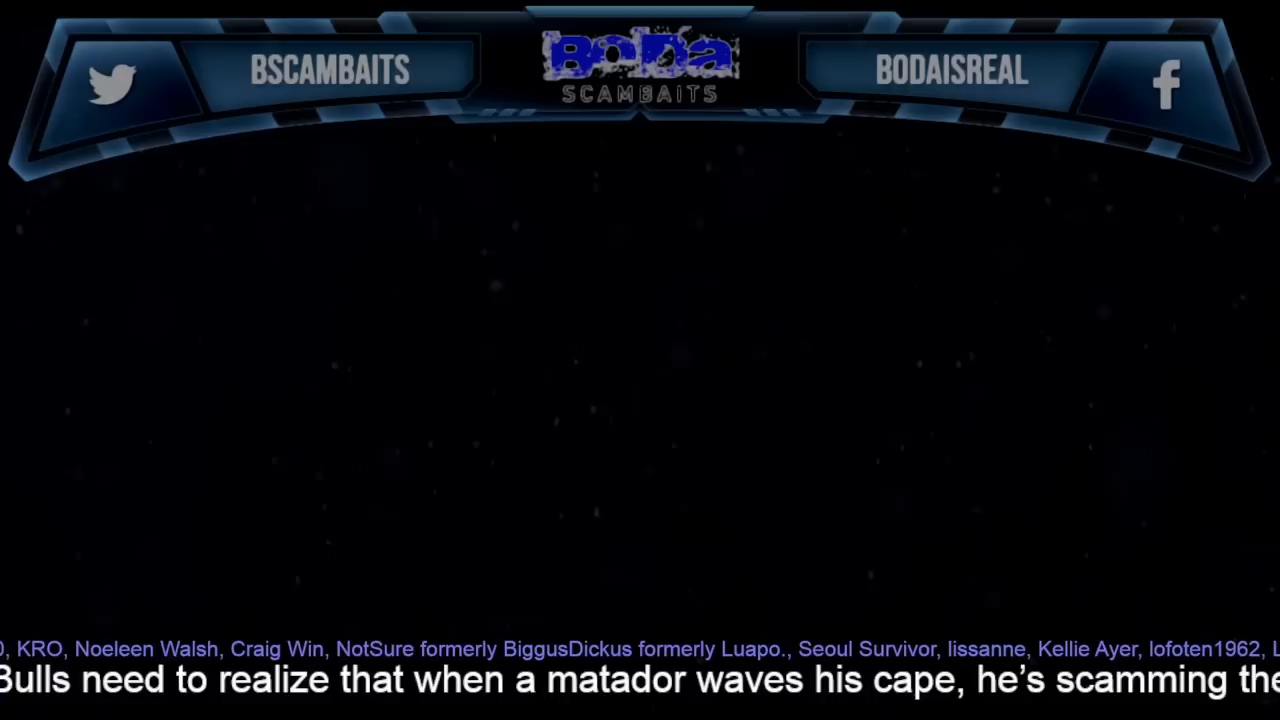 BSCAMBAITS
BoDa
SCAMBAITS
BODAISREAL
, KRO, Noeleen Walsh, Craig Win, NotSure formerly BiggusDickus formerly Luapo., Seoul Survivor, lissanne, Kellie Ayer, lofoten1962,
Bulls need to realize that when a matador waves his cape, he’s scamming the